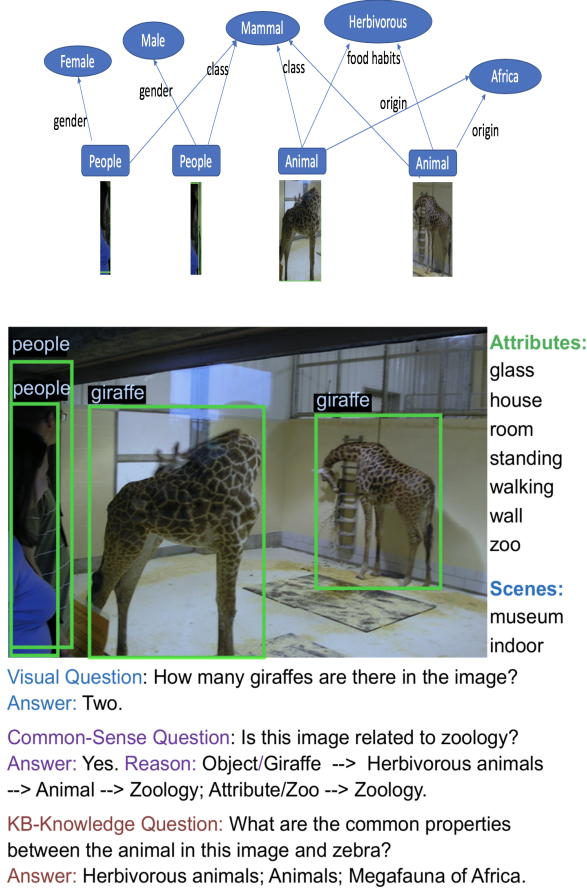 Female
Male
Mammal
Herbivorous
Africa
gender
gender
class
class
food habits
origin
origin
People
People
Animal
Animal
people
people
giraffe
giraffe
Attributes:
glass
house
room
standing
walking
wall
zoo
Scenes:
museum
indoor
Visual Question: How many giraffes are there in the image?
Answer: Two.
Common-Sense Question: Is this image related to zoology?
Answer: Yes. Reason: Object/Giraffe --> Herbivorous animals
--> Animal --> Zoology; Attribute/Zoo --> Zoology.
KB-Knowledge Question: What are the common properties
between the animal in this image and zebra?
Answer: Herbivorous animals; Animals; Megafauna of Africa.